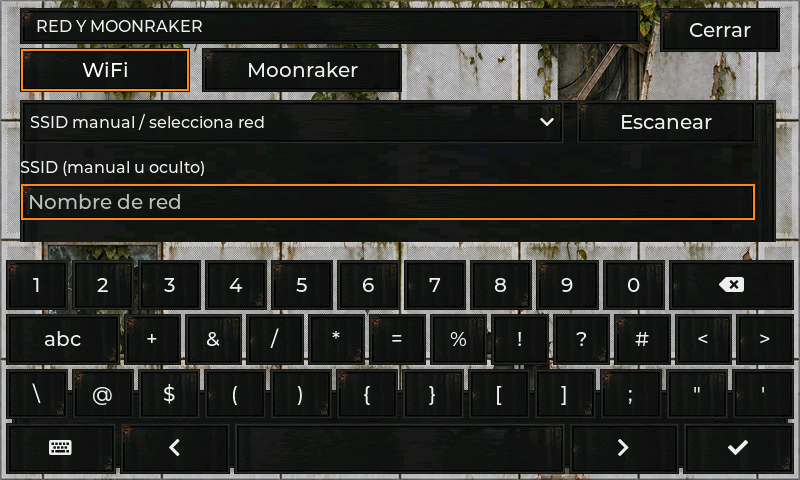 RED Y MOONRAKER
Cerrar
WiFi Moonraker
SSID manual / selecciona red Escanear
SSID (manual u oculto)
Nombre de red
1 2 3 4 5 6 7 8 9 0
abc + & / * = % ! ? # < >
\ @ $ ( ) { } [ ] ; " '